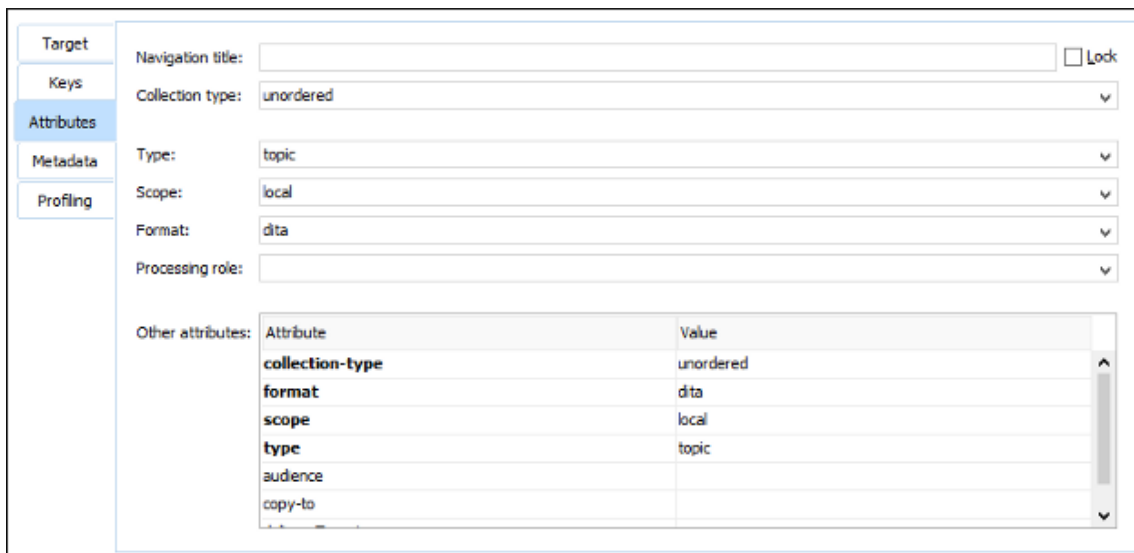 Target
Keys
Attributes
Metadata
Profiling
Navigation title:
Lock
Collection type: unordered
Type: topic
Scope: local
Format: dita
Processing role:
Other attributes:
Attribute Value
collection-type unordered
format dita
scope local
type topic
audience
copy-to